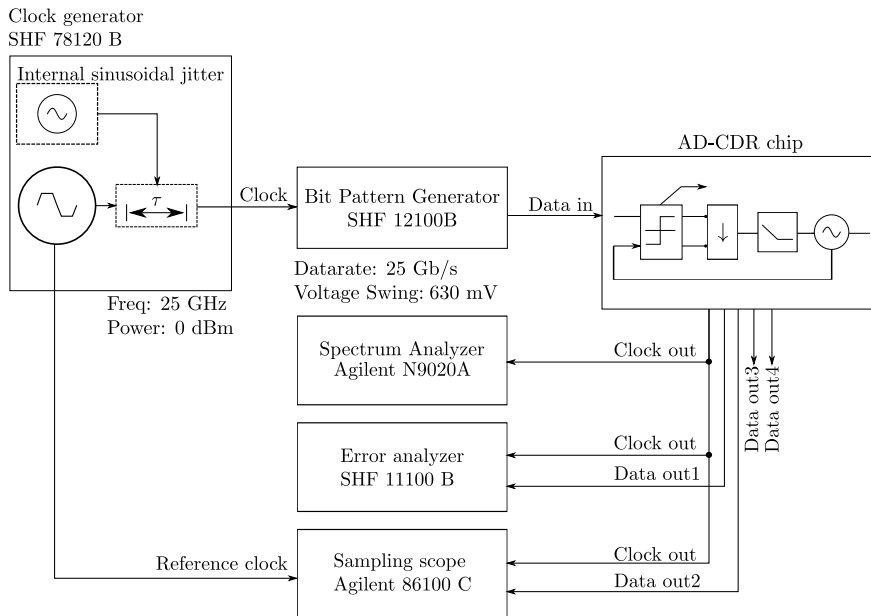 Clock generator
SHF 78120 B
Internal sinusoidal jitter
τ
Freq: 25 GHz
Power: 0 dBm
Clock
Bit Pattern Generator
SHF 12100B
Datarate: 25 Gb/s
Voltage Swing: 630 mV
Data in
AD-CDR chip
↓
Spectrum Analyzer
Agilent N9020A
Clock out
Data out3
Data out4
Error analyzer
SHF 11100 B
Clock out
Data out1
Reference clock
Sampling scope
Agilent 86100 C
Clock out
Data out2